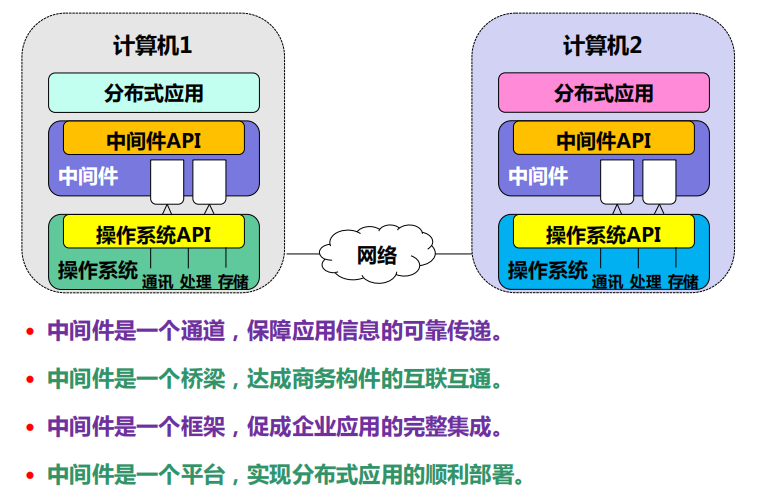 计算机1
分布式应用
中间件API
中间件
操作系统API
操作系统
通讯 处理 存储
网络
计算机2
分布式应用
中间件API
中间件
操作系统API
操作系统
通讯 处理 存储
• 中间件是一个通道，保障应用信息的可靠传递。
• 中间件是一个桥梁，达成商务构件的互联互通。
• 中间件是一个框架，促成企业应用的完整集成。
• 中间件是一个平台，实现分布式应用的顺利部署。